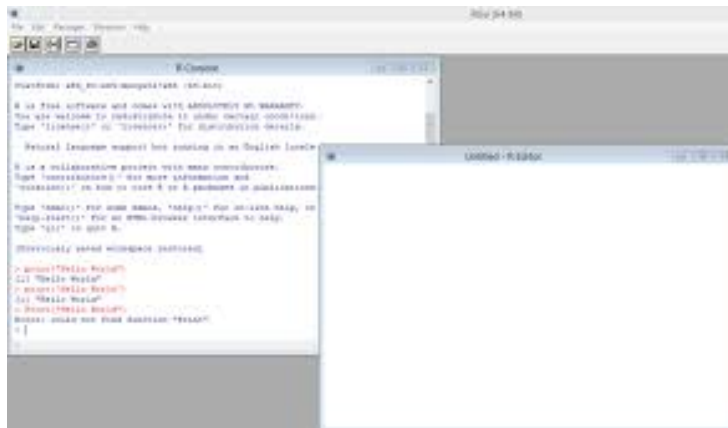 RGui (64-bit)
File Edit Packages Windows Help
R Console
Platform:
R is free software and comes with ABSOLUTELY NO WARRANTY.
You are welcome to redistribute it under certain conditions.
Type 'license()' or 'licence()' for distribution details.
Natural language support but running in an English locale
R is a collaborative project with many contributors.
Type 'contributors()' for more information and
'citation()' on how to cite R or R packages in publications
Type 'demo()' for some demos, 'help()' for on-line help, or
'help.start()' for an HTML browser interface to help.
Type 'q()' to quit R.
[Previously saved workspace restored]
> print("Hello World")
[1] "Hello World"
> print("Hello World")
[1] "Hello World"
> Print("Hello World")
Error: could not find function "Print"
>
Untitled - R Editor